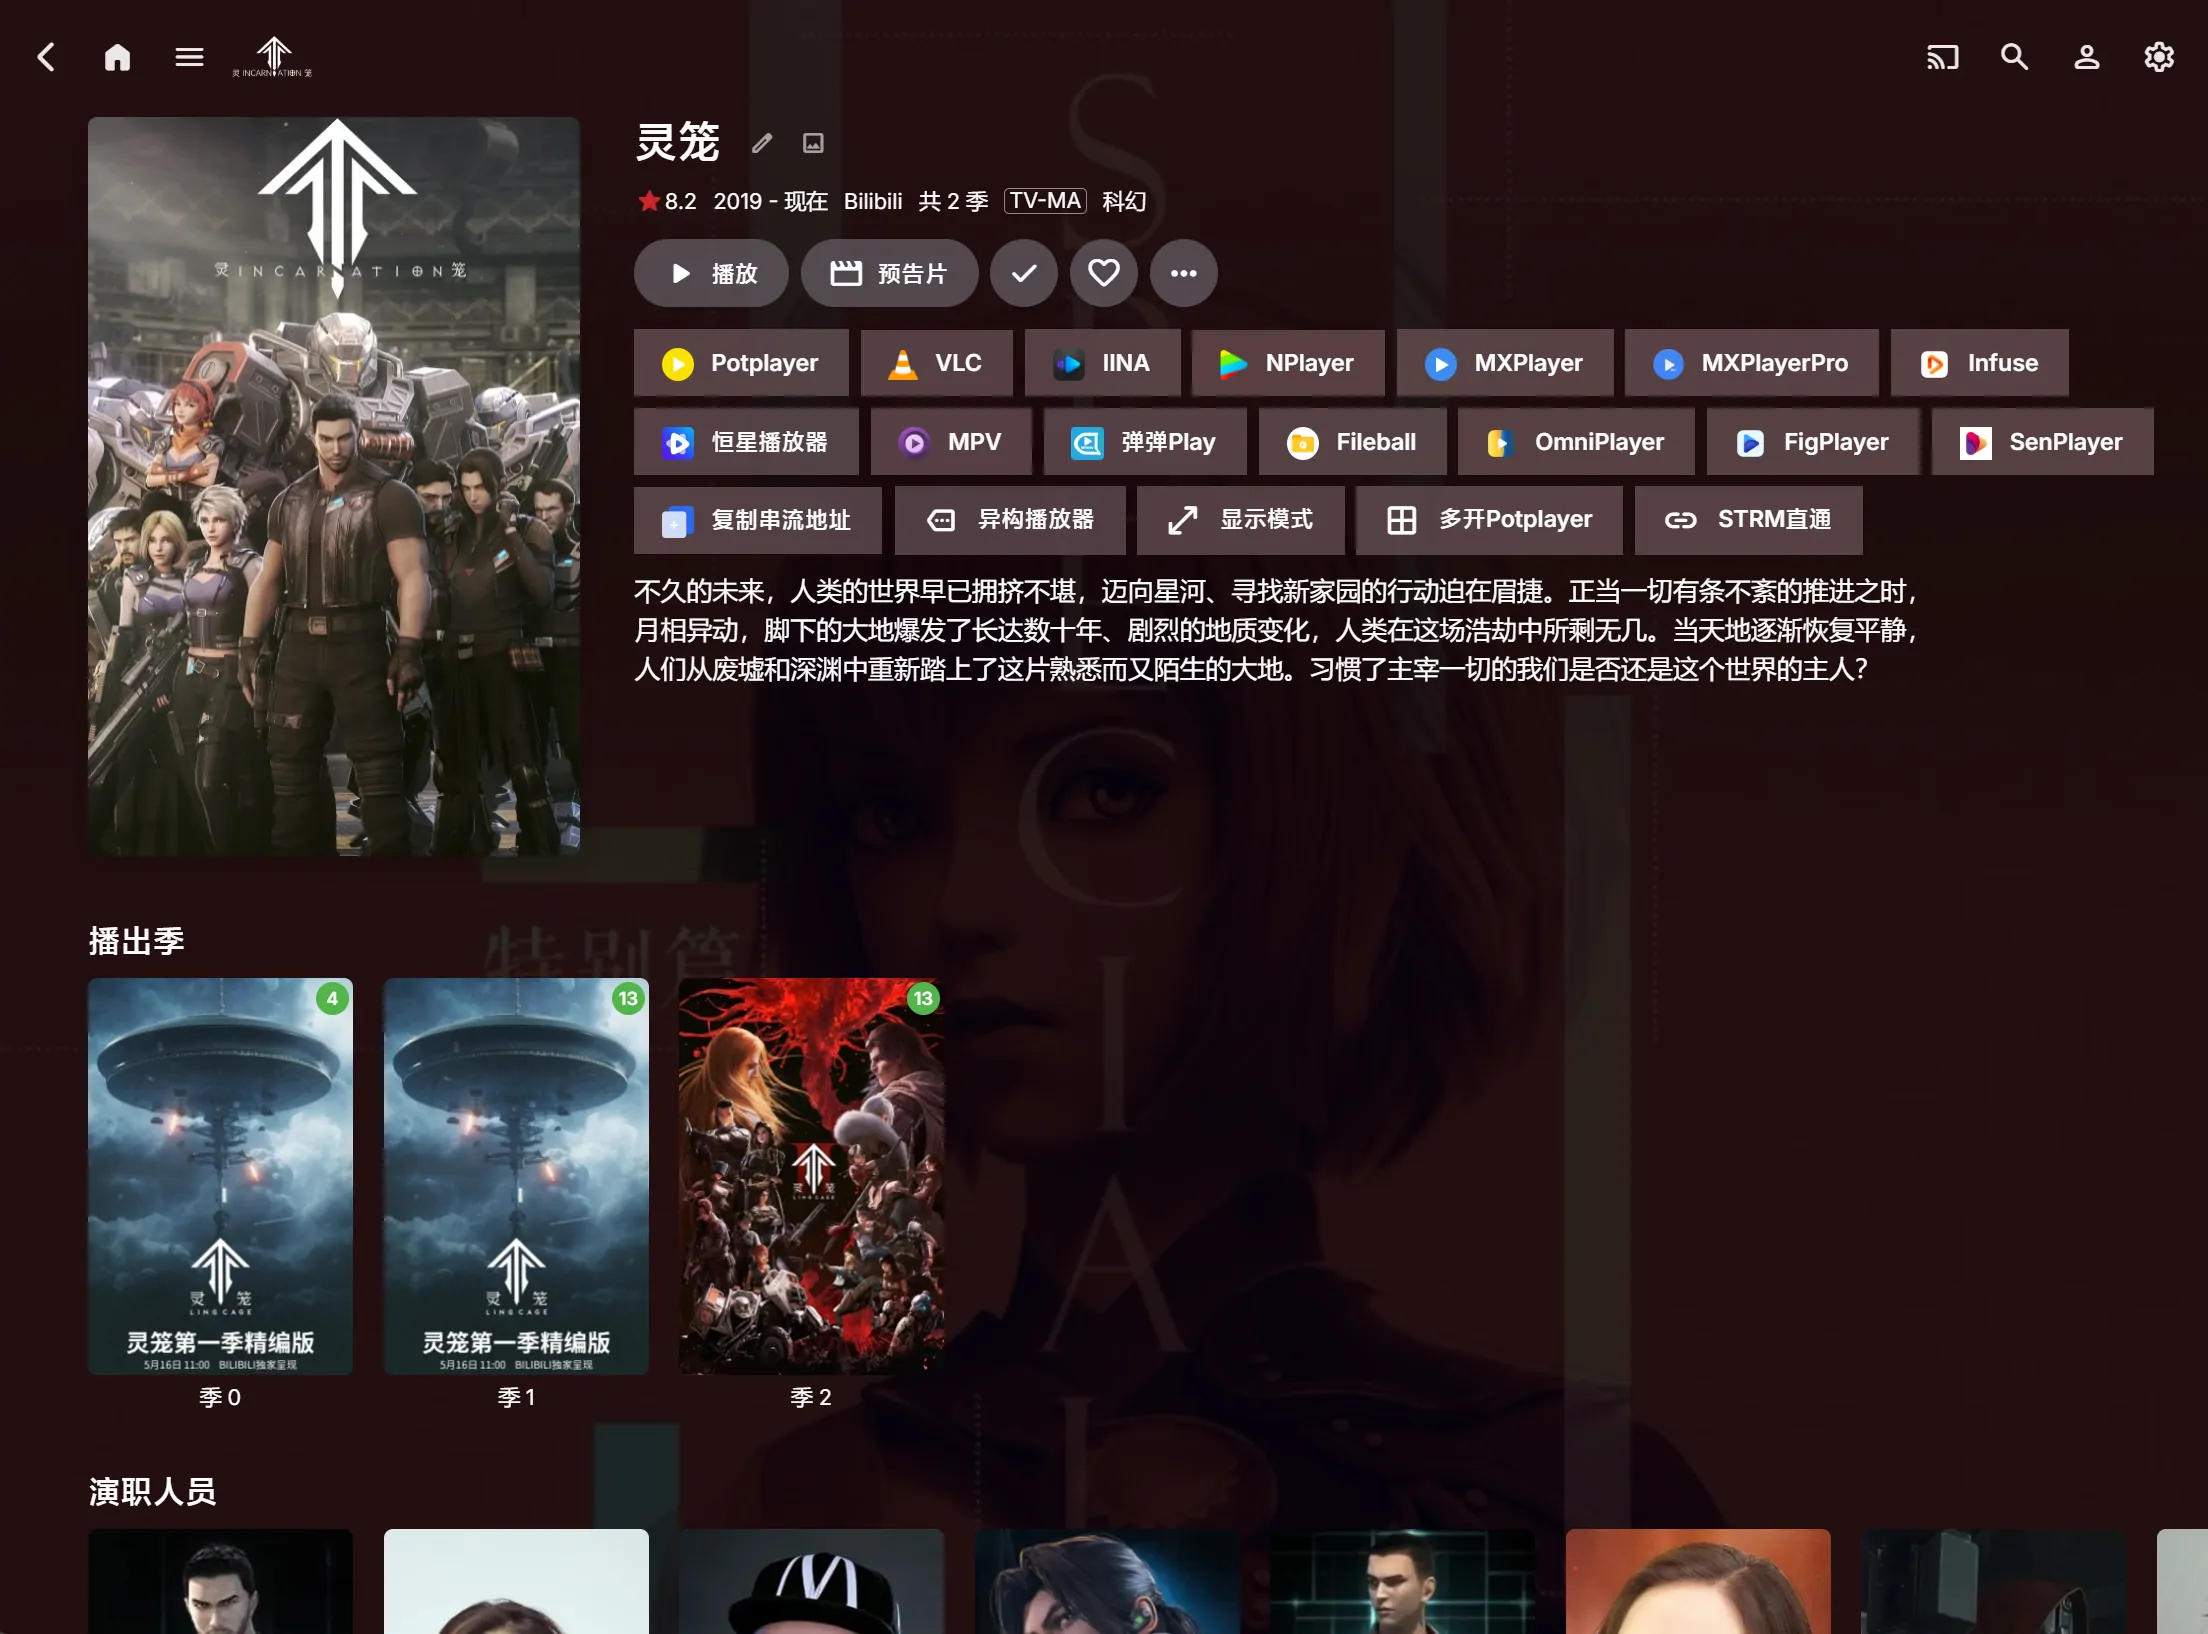 灵 INCARNATION 笼
灵 INCARNATION 笼
灵笼
8.2 2019 - 现在 Bilibili 共 2 季 TV-MA 科幻
播放 预告片
Potplayer VLC IINA NPlayer MXPlayer MXPlayerPro Infuse
恒星播放器 MPV 弹弹Play Fileball OmniPlayer FigPlayer SenPlayer
复制串流地址 异构播放器 显示模式 多开Potplayer STRM直通
不久的未来，人类的世界早已拥挤不堪，迈向星河、寻找新家园的行动迫在眉捷。正当一切有条不紊的推进之时，
月相异动，脚下的大地爆发了长达数十年、剧烈的地质变化，人类在这场浩劫中所剩无几。当天地逐渐恢复平静，
人们从废墟和深渊中重新踏上了这片熟悉而又陌生的大地。习惯了主宰一切的我们是否还是这个世界的主人？
SPECIAL
特别篇
播出季
4 13 13
灵 笼
LING CAGE
灵笼第一季精编版
5月16日 11:00 BILIBILI独家呈现
灵 笼
LING CAGE
灵笼第一季精编版
5月16日 11:00 BILIBILI独家呈现
灵 笼
LING CAGE
季 0 季 1 季 2
演职人员